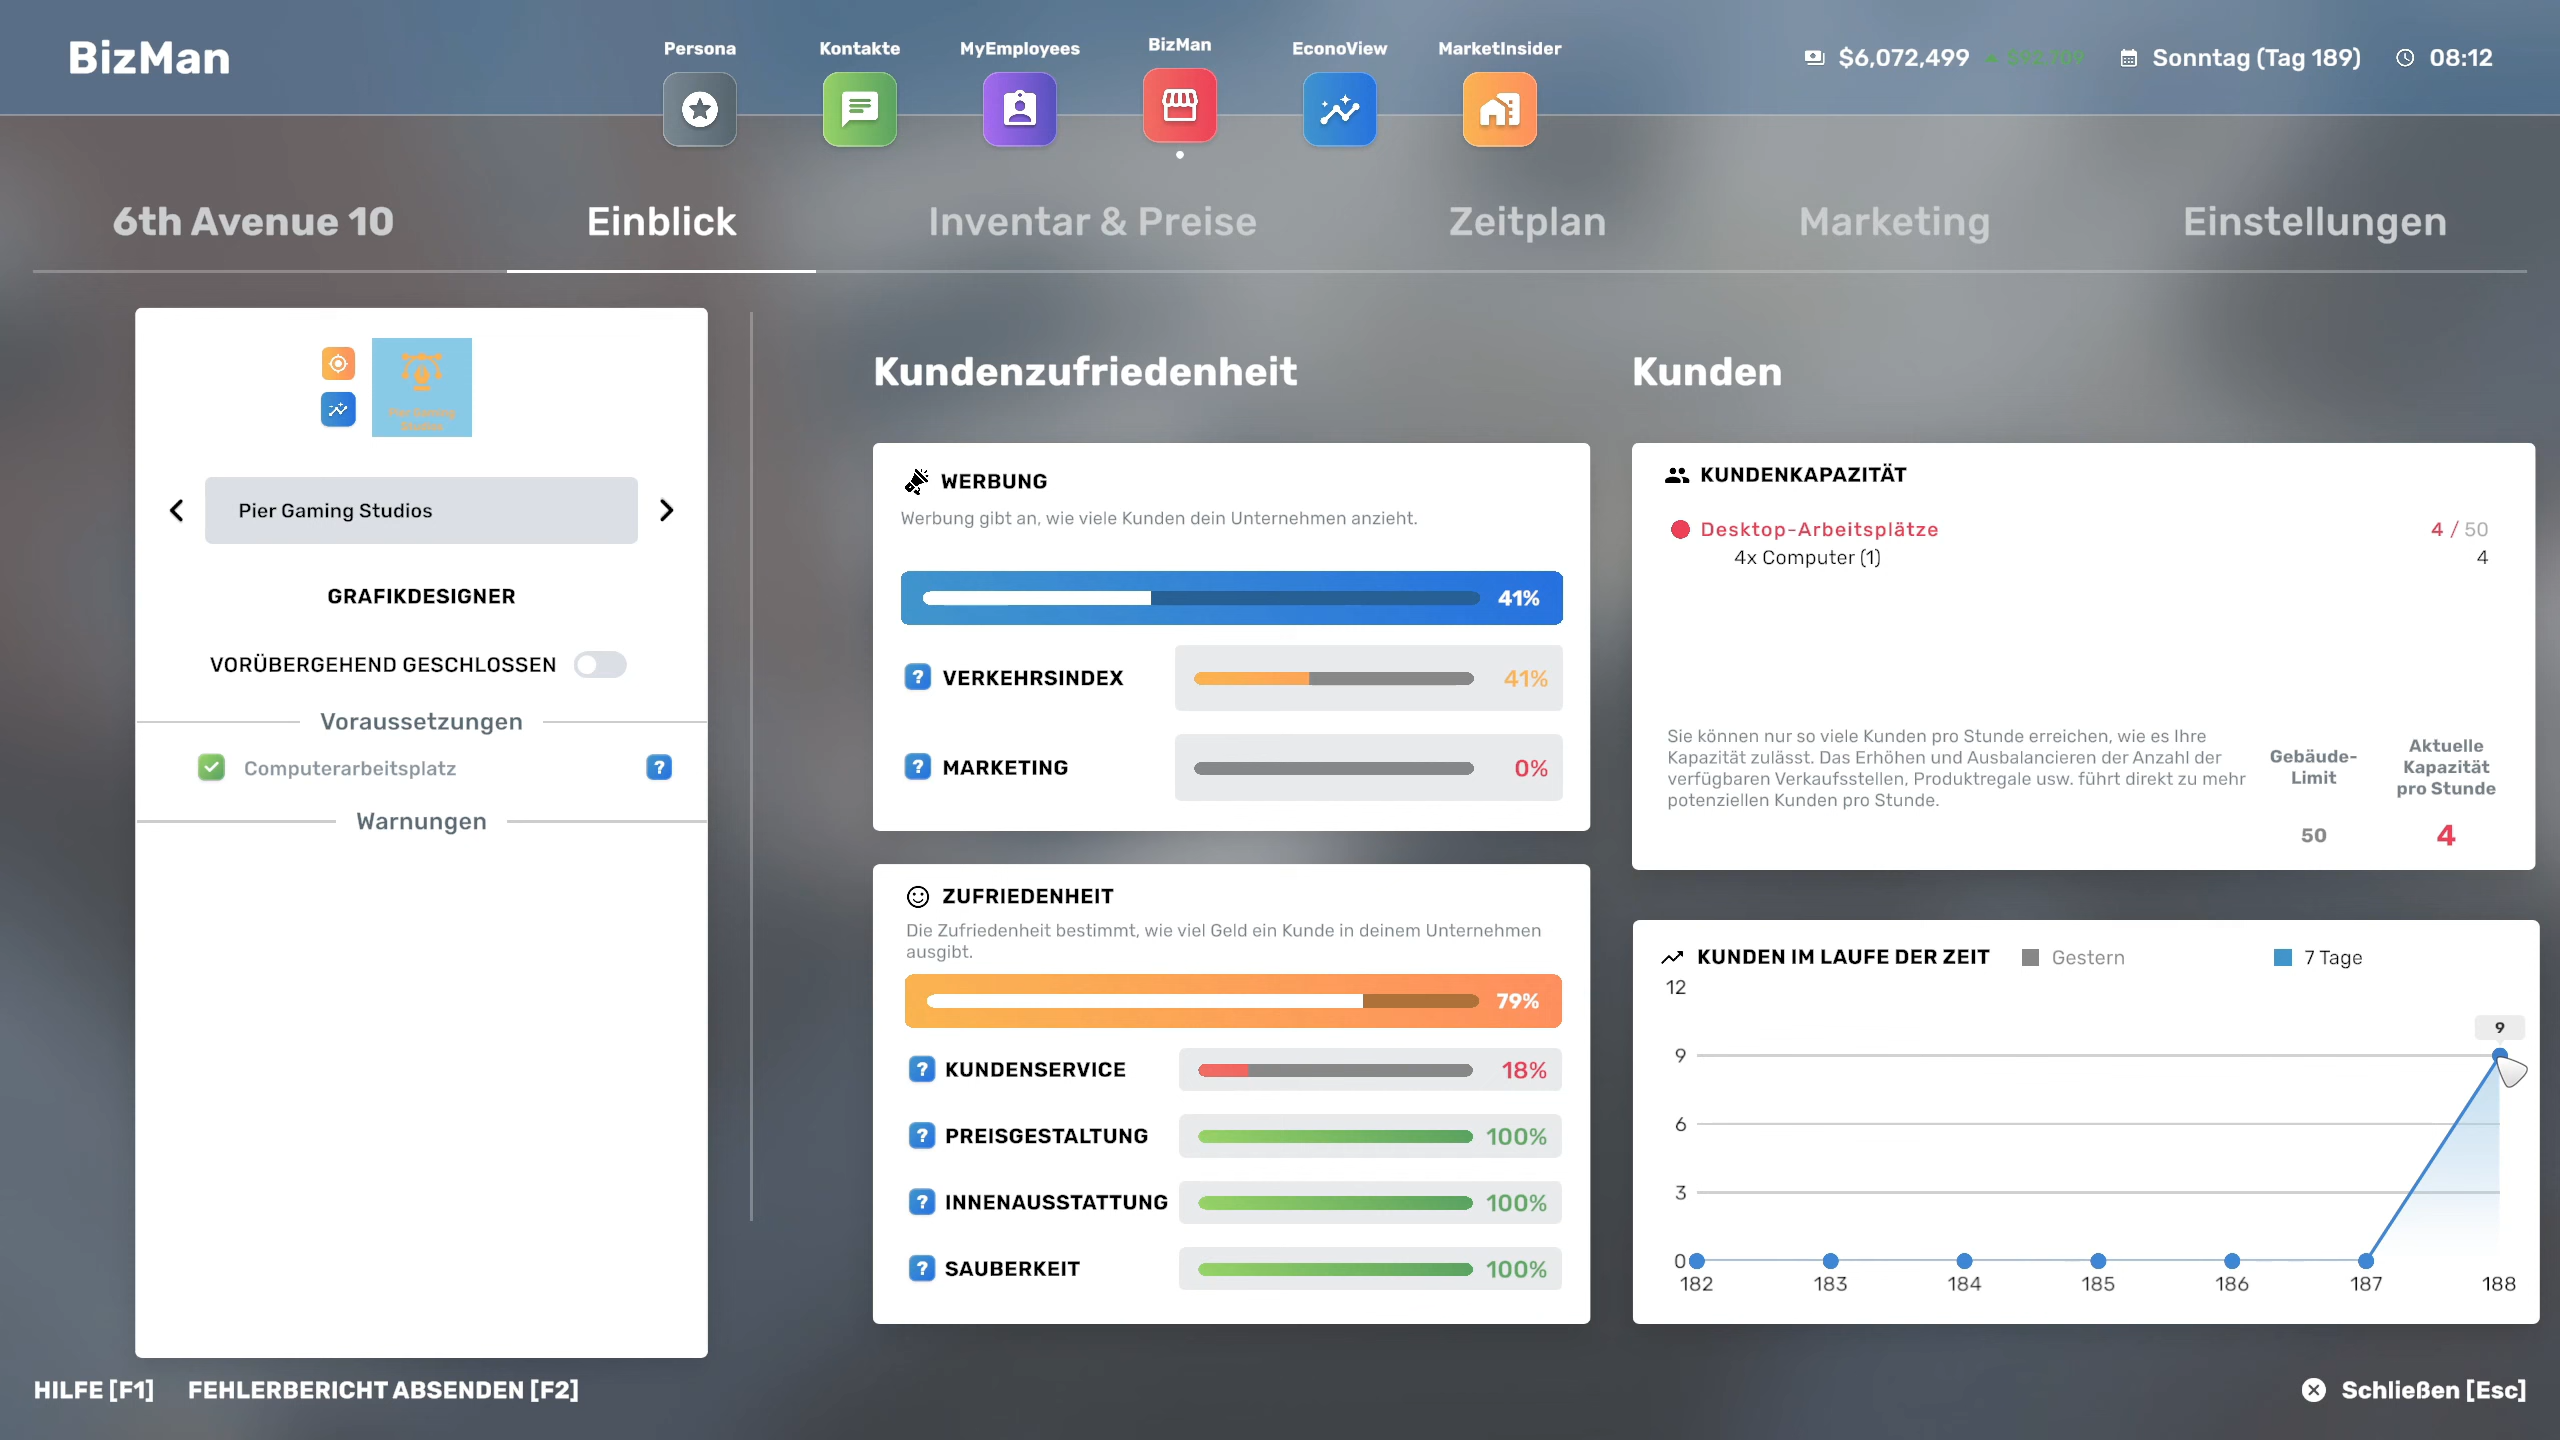 BizMan
Persona
Kontakte
MyEmployees
BizMan
EconoView
MarketInsider
$6,072,499
Sonntag (Tag 189)
08:12
6th Avenue 10
Einblick
Inventar & Preise
Zeitplan
Marketing
Einstellungen
Pier Gaming
Studios
Pier Gaming Studios
GRAFIKDESIGNER
VORÜBERGEHEND GESCHLOSSEN
Voraussetzungen
Computerarbeitsplatz
?
Warnungen
Kundenzufriedenheit
WERBUNG
Werbung gibt an, wie viele Kunden dein Unternehmen anzieht.
41%
? VERKEHRSINDEX 41%
? MARKETING 0%
ZUFRIEDENHEIT
Die Zufriedenheit bestimmt, wie viel Geld ein Kunde in deinem Unternehmen
ausgibt.
79%
? KUNDENSERVICE 18%
? PREISGESTALTUNG 100%
? INNENAUSSTATTUNG 100%
? SAUBERKEIT 100%
Kunden
KUNDENKAPAZITÄT
Desktop-Arbeitsplätze 4 / 50
4x Computer (1) 4
Sie können nur so viele Kunden pro Stunde erreichen, wie es Ihre
Kapazität zulässt. Das Erhöhen und Ausbalancieren der Anzahl der
verfügbaren Verkaufsstellen, Produktregale usw. führt direkt zu mehr
potenziellen Kunden pro Stunde.
Gebäude-
Limit
50
Aktuelle
Kapazität
pro Stunde
4
KUNDEN IM LAUFE DER ZEIT
Gestern
7 Tage
12
9
9
6
3
0
182 183 184 185 186 187 188
HILFE [F1]
FEHLERBERICHT ABSENDEN [F2]
Schließen [Esc]